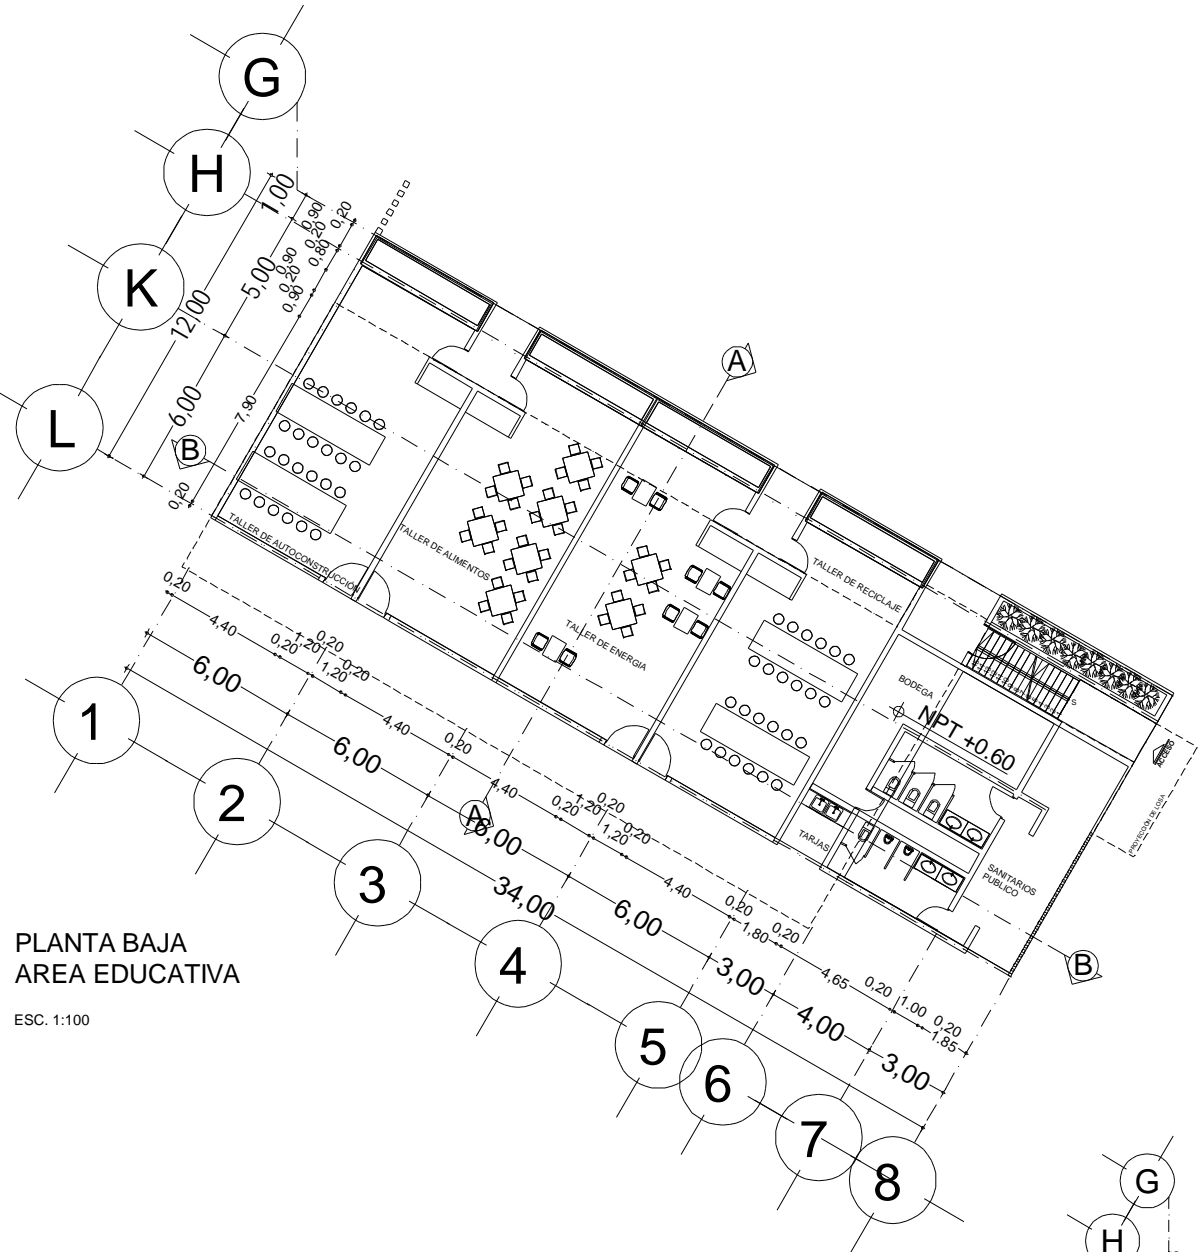 G
H
K
L
1,00
0,90
0,20
0,20
0,80
0,90
0,20
0,90
5,00
12,00
6,00
7,90
0,20
B
A
TALLER DE AUTOCONSTRUCCIÓN
TALLER DE ALIMENTOS
TALLER DE ENERGIA
TALLER DE RECICLAJE
BODEGA
NPT +0.60
S
ACCESO
PROYECCIÓN DE LOSA
TARJAS
SANITARIOS
PUBLICO
B
A
0,20
4,40
0,20
1,20
0,20
1,20
0,20
4,40
0,20
4,40
0,20
1,20
0,20
1,20
0,20
4,40
0,20
1,80
0,20
4,65
0,20
1.00
0,20
1.85
6,00
6,00
6,00
6,00
3,00
4,00
3,00
34,00
1
2
3
4
5
6
7
8
PLANTA BAJA
AREA EDUCATIVA
ESC. 1:100
G
H